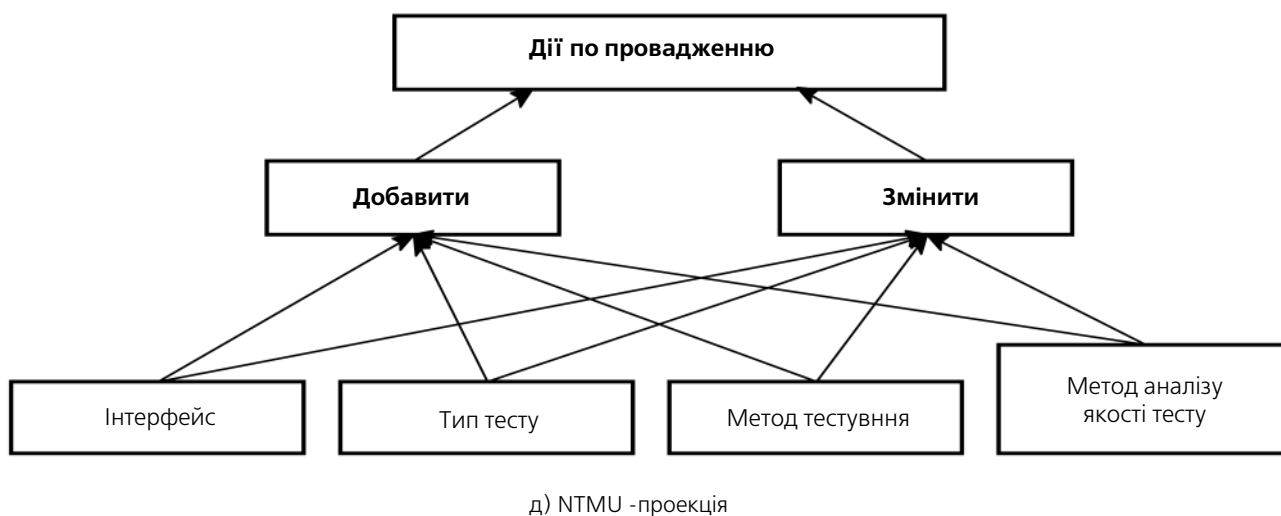 Дії по провадженню
Добавити
Змінити
Інтерфейс
Тип тесту
Метод тестувння
Метод аналізу
якості тесту
д) NTMU -проекція